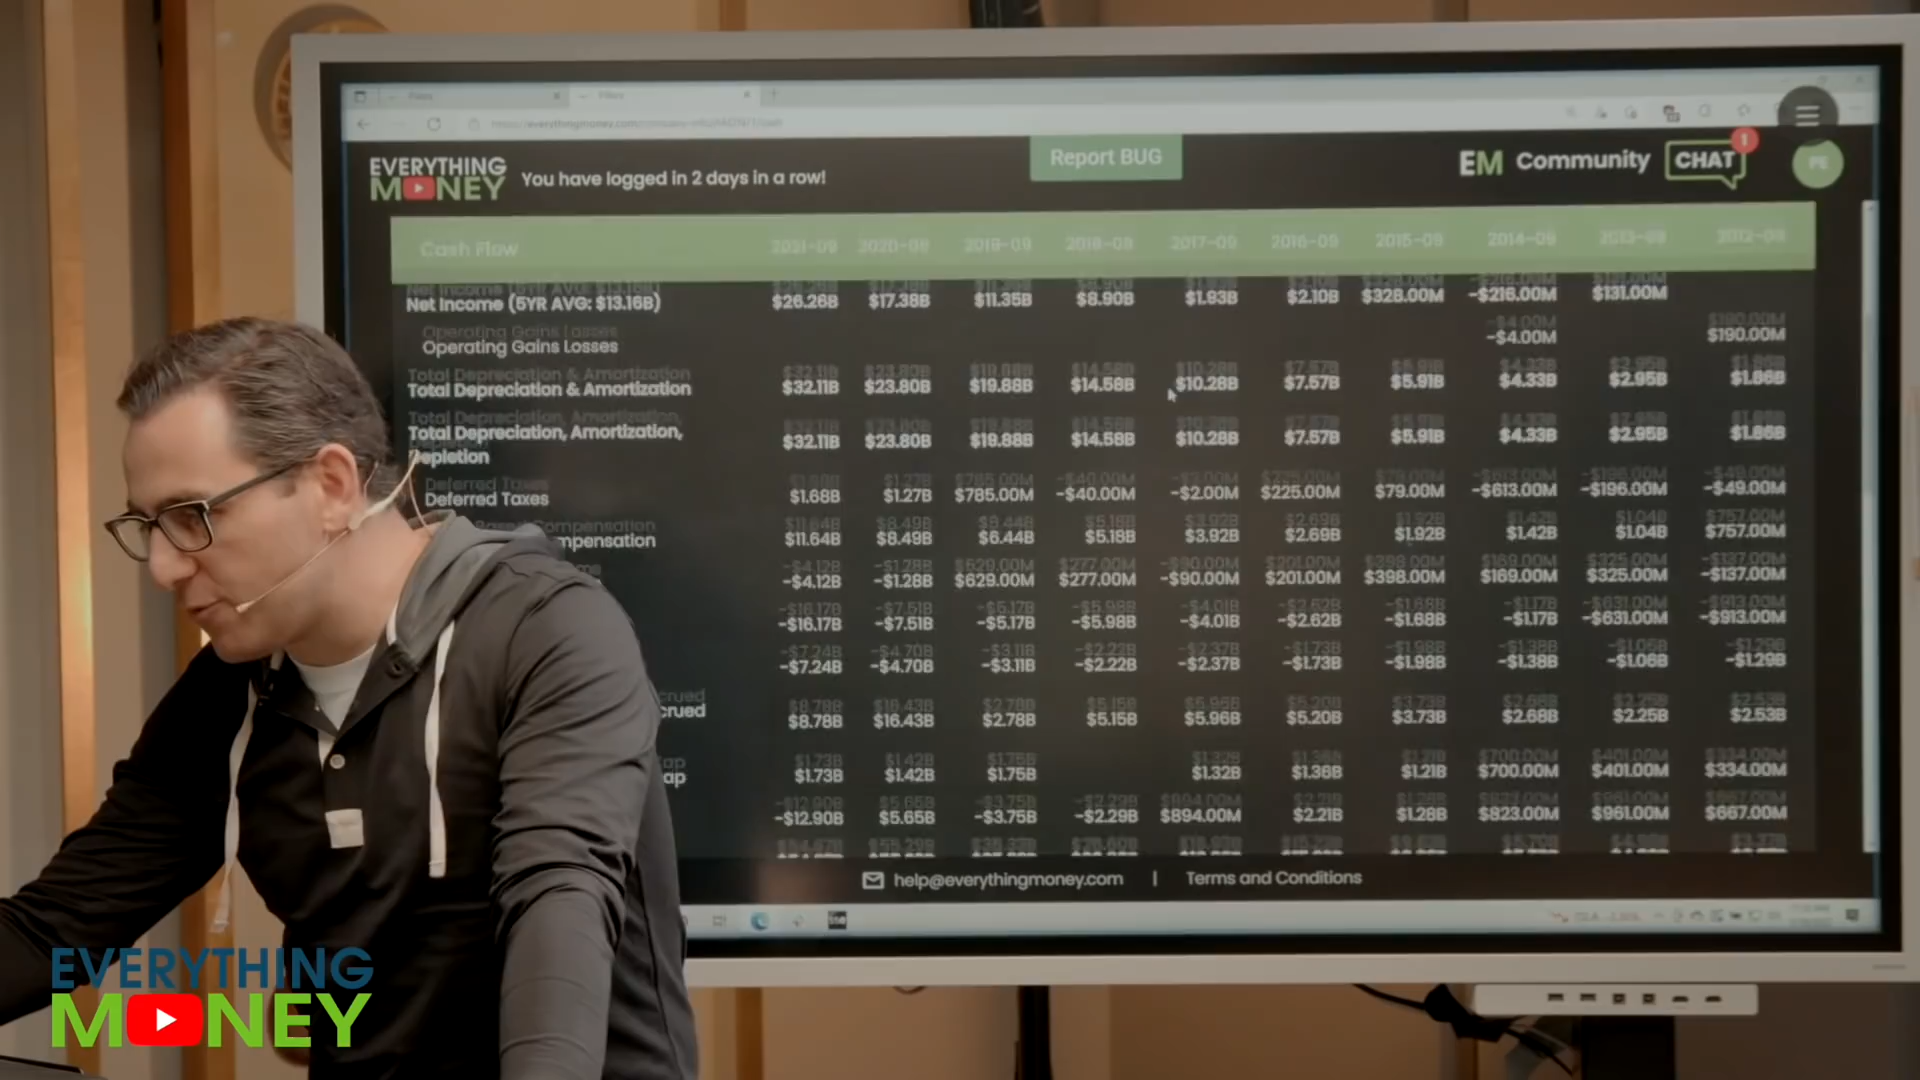 EVERYTHING
MONEY
You have logged in 2 days in a row!
Report BUG
EM Community CHAT 1
PE
Cash Flow 2021-09 2020-09 2019-09 2018-09 2017-09 2016-09 2015-09 2014-09 2013-09 2012-09
Net Income (5YR AVG: $13.16B) $26.26B $17.38B $11.35B $8.90B $1.93B $2.10B $328.00M -$216.00M $131.00M
Operating Gains Losses -$4.00M $190.00M
Total Depreciation & Amortization $32.11B $23.80B $19.88B $14.58B $10.28B $7.57B $5.91B $4.33B $2.95B $1.86B
Total Depreciation, Amortization, $32.11B $23.80B $19.88B $14.58B $10.28B $7.57B $5.91B $4.33B $2.95B $1.86B
epletion
Deferred Taxes $1.68B $1.27B $785.00M -$40.00M -$2.00M $225.00M $79.00M -$613.00M -$196.00M -$49.00M
mpensation $11.64B $8.49B $6.44B $5.18B $3.92B $2.69B $1.92B $1.42B $1.04B $757.00M
-$4.12B -$1.28B $629.00M $277.00M -$90.00M $201.00M $398.00M $169.00M $325.00M -$137.00M
-$16.17B -$7.51B -$5.17B -$5.98B -$4.01B -$2.62B -$1.68B -$1.17B -$631.00M -$913.00M
-$7.24B -$4.70B -$3.11B -$2.22B -$2.37B -$1.73B -$1.98B -$1.38B -$1.06B -$1.29B
crued $8.78B $16.43B $2.78B $5.15B $5.96B $5.20B $3.73B $2.68B $2.25B $2.53B
ap $1.73B $1.42B $1.75B $1.32B $1.36B $1.21B $700.00M $401.00M $334.00M
-$12.90B $5.65B -$3.75B -$2.29B $894.00M $2.21B $1.28B $823.00M $961.00M $667.00M
help@everythingmoney.com | Terms and Conditions
EVERYTHING
MONEY